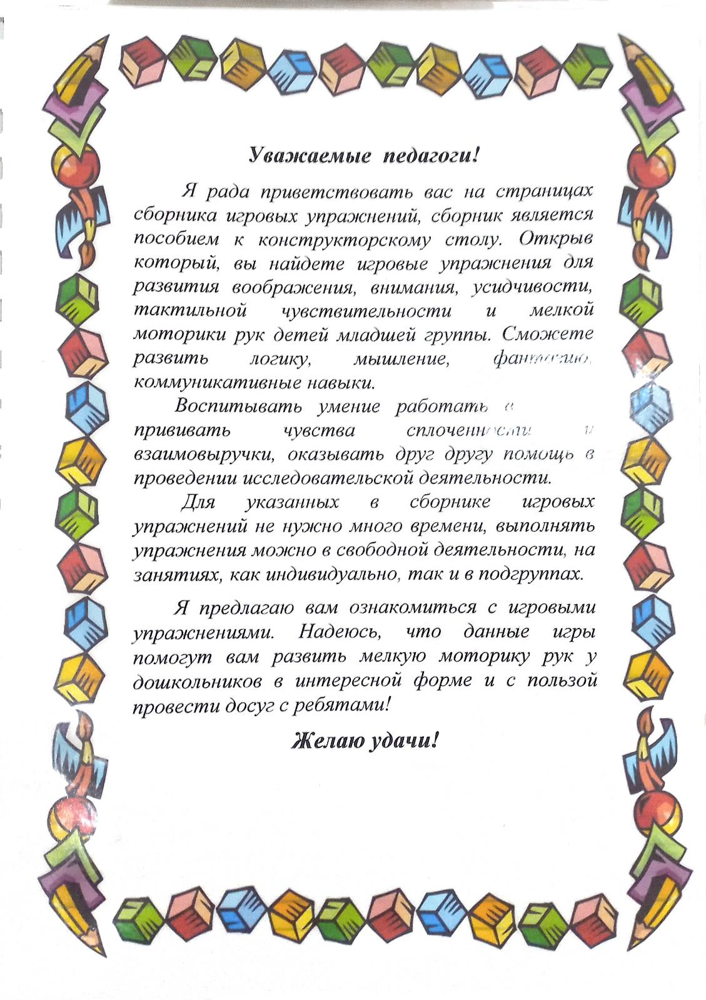 Уважаемые педагоги!
Я рада приветствовать вас на страницах
сборника игровых упражнений, сборник является
пособием к конструкторскому столу. Открыв
который, вы найдете игровые упражнения для
развития воображения, внимания, усидчивости,
тактильной чувствительности и мелкой
моторики рук детей младшей группы. Сможете
развить логику, мышление, фантазию,
коммуникативные навыки.
Воспитывать умение работать в
прививать чувства сплоченности и
взаимовыручки, оказывать друг другу помощь в
проведении исследовательской деятельности.
Для указанных в сборнике игровых
упражнений не нужно много времени, выполнять
упражнения можно в свободной деятельности, на
занятиях, как индивидуально, так и в подгруппах.
Я предлагаю вам ознакомиться с игровыми
упражнениями. Надеюсь, что данные игры
помогут вам развить мелкую моторику рук у
дошкольников в интересной форме и с пользой
провести досуг с ребятами!
Желаю удачи!